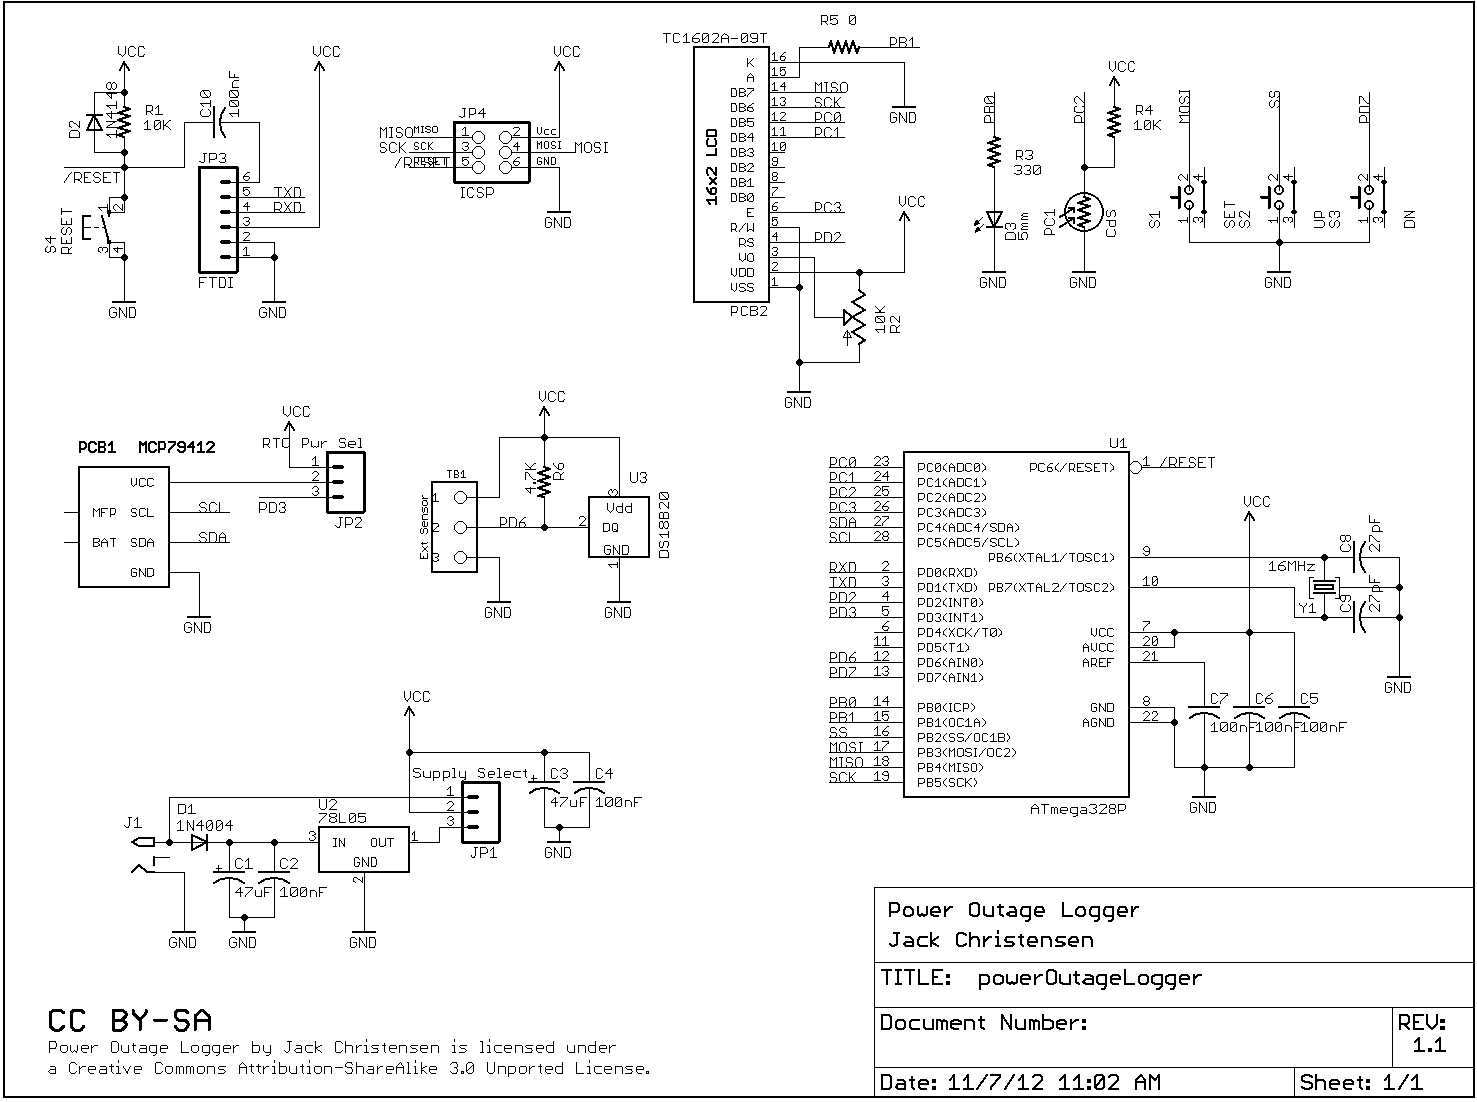 VCC
D2
1N4148
R1
10K
C10
100nF
VCC
/RESET
S4
RESET
1
2
3
4
GND
JP3
6
5 TXD
4 RXD
3
2
1
FTDI
GND
JP4
VCC
MISO MISO 1 2 Vcc
SCK SCK 3 4 MOSI MOSI
5 6 GND
ICSP
GND
R5 0
TC1602A-09T
PB1
16x2 LCD
K 16
A 15
DB7 14 MISO
DB6 13 SCK
DB5 12 PC0
DB4 11 PC1
DB3 10
DB2 9
DB1 8
DB0 7
E 6 PC3
R/W 5
RS 4 PD2
VO 3
VDD 2
VSS 1
PCB2
GND
VCC
10K
R2
GND
PB0
R3
330
D3
5mm
GND
PC2
VCC
R4
10K
PC1
CdS
GND
MOSI
S1
1
2
3
4
SET
SS
S2
1
2
3
4
UP
PD7
S3
1
2
3
4
DN
GND
PCB1 MCP79412
VCC
MFP SCL SCL
BAT SDA SDA
GND
GND
VCC
RTC Pwr Sel
1
2
3
PD3
JP2
VCC
TB1
Ext Sensor
1
2
3
4.7K
R6
PD6
GND
U3
3
Vdd
2 DQ
GND
1
DS18B20
GND
U1
PC0 23 PC0(ADC0)
PC1 24 PC1(ADC1)
PC2 25 PC2(ADC2)
PC3 26 PC3(ADC3)
SDA 27 PC4(ADC4/SDA)
SCL 28 PC5(ADC5/SCL)
RXD 2 PD0(RXD)
TXD 3 PD1(TXD)
PD2 4 PD2(INT0)
PD3 5 PD3(INT1)
6 PD4(XCK/T0)
11 PD5(T1)
PD6 12 PD6(AIN0)
PD7 13 PD7(AIN1)
PB0 14 PB0(ICP)
PB1 15 PB1(OC1A)
SS 16 PB2(SS/OC1B)
MOSI 17 PB3(MOSI/OC2)
MISO 18 PB4(MISO)
SCK 19 PB5(SCK)
PC6(/RESET) 1 /RESET
PB6(XTAL1/TOSC1) 9
PB7(XTAL2/TOSC2) 10
VCC 7
AVCC 20
AREF 21
GND 8
AGND 22
ATmega328P
VCC
16MHz
Y1
C8
27pF
C9
27pF
GND
C7
100nF
C6
100nF
C5
100nF
GND
VCC
Supply Select
1
2
3
JP1
C3
47uF
C4
100nF
GND
J1
D1
1N4004
U2
78L05
3 IN OUT 1
GND
2
C1
47uF
C2
100nF
GND
GND
GND
CC BY-SA
Power Outage Logger by Jack Christensen is licensed under
a Creative Commons Attribution-ShareAlike 3.0 Unported License.
Power Outage Logger
Jack Christensen
TITLE: powerOutageLogger
Document Number:
REV:
1.1
Date: 11/7/12 11:02 AM
Sheet: 1/1